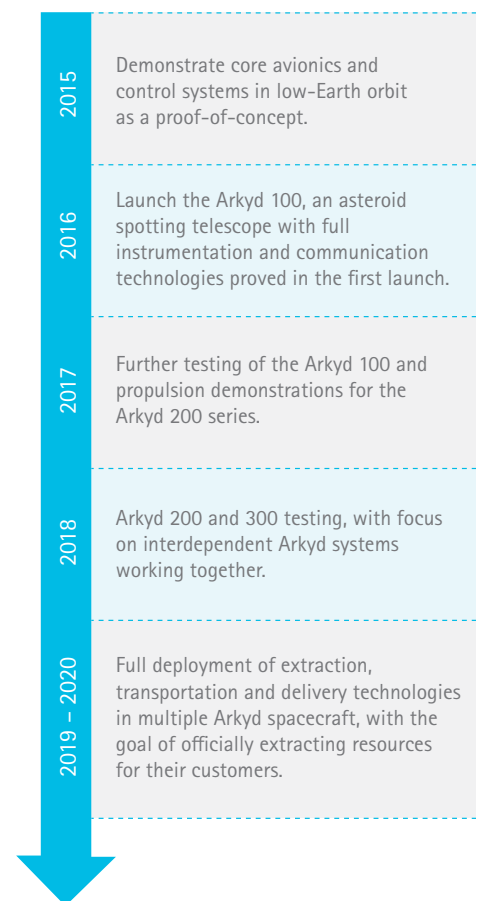 2015
Demonstrate core avionics and
control systems in low-Earth orbit
as a proof-of-concept.
2016
Launch the Arkyd 100, an asteroid
spotting telescope with full
instrumentation and communication
technologies proved in the first launch.
2017
Further testing of the Arkyd 100 and
propulsion demonstrations for the
Arkyd 200 series.
2018
Arkyd 200 and 300 testing, with focus
on interdependent Arkyd systems
working together.
2019 – 2020
Full deployment of extraction,
transportation and delivery technologies
in multiple Arkyd spacecraft, with the
goal of officially extracting resources
for their customers.